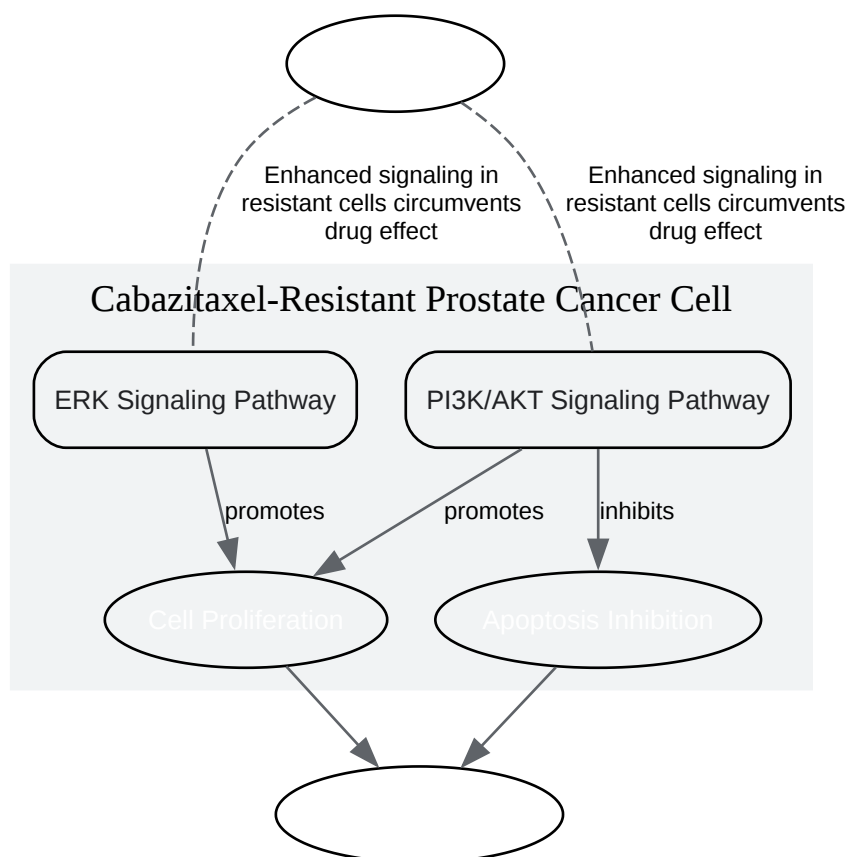 Enhanced signaling in
resistant cells circumvents
drug effect
Enhanced signaling in
resistant cells circumvents
drug effect
Cabazitaxel-Resistant Prostate Cancer Cell
ERK Signaling Pathway
PI3K/AKT Signaling Pathway
promotes
promotes
inhibits
Cell Proliferation
Apoptosis Inhibition